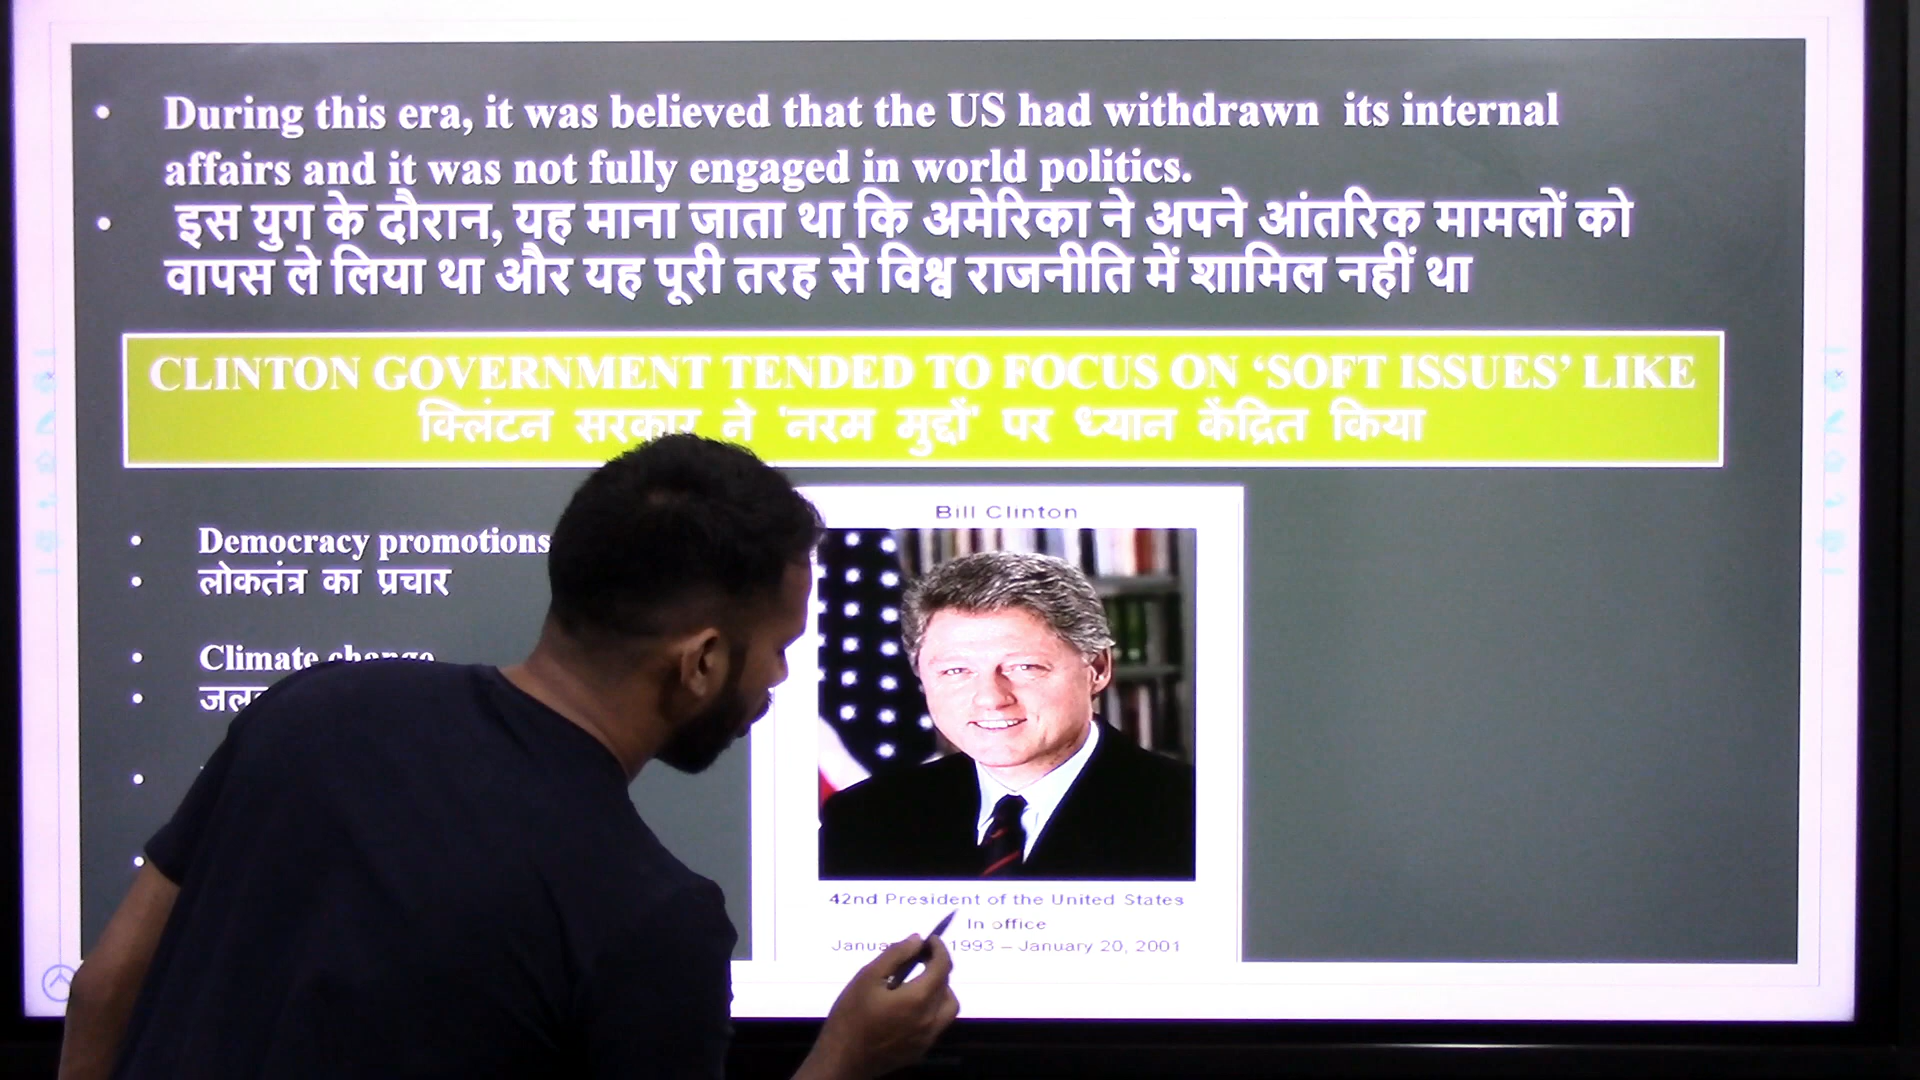 During this era, it was believed that the US had withdrawn its internal
affairs and it was not fully engaged in world politics.
इस युग के दौरान, यह माना जाता था कि अमेरिका ने अपने आंतरिक मामलों को
वापस ले लिया था और यह पूरी तरह से विश्व राजनीति में शामिल नहीं था
CLINTON GOVERNMENT TENDED TO FOCUS ON ‘SOFT ISSUES’ LIKE
क्लिंटन सरकार ने 'नरम मुद्दों' पर ध्यान केंद्रित किया
Democracy promotions
लोकतंत्र का प्रचार
Climate change
Bill Clinton
42nd President of the United States
In office
1993 – January 20, 2001